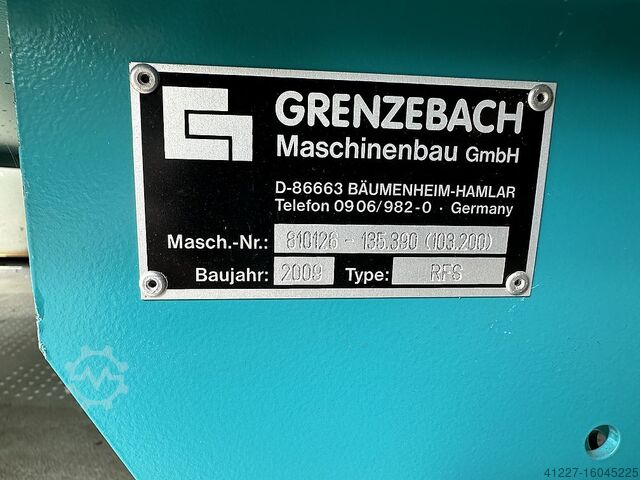 GRENZEBACH
Maschinenbau GmbH
D-86663 BÄUMENHEIM-HAMLAR
Telefon 0906/982-0 · Germany
Masch.-Nr.: 810126 - 135.390 (103.200)
Baujahr: 2009 Type: RFS
41227-16045225